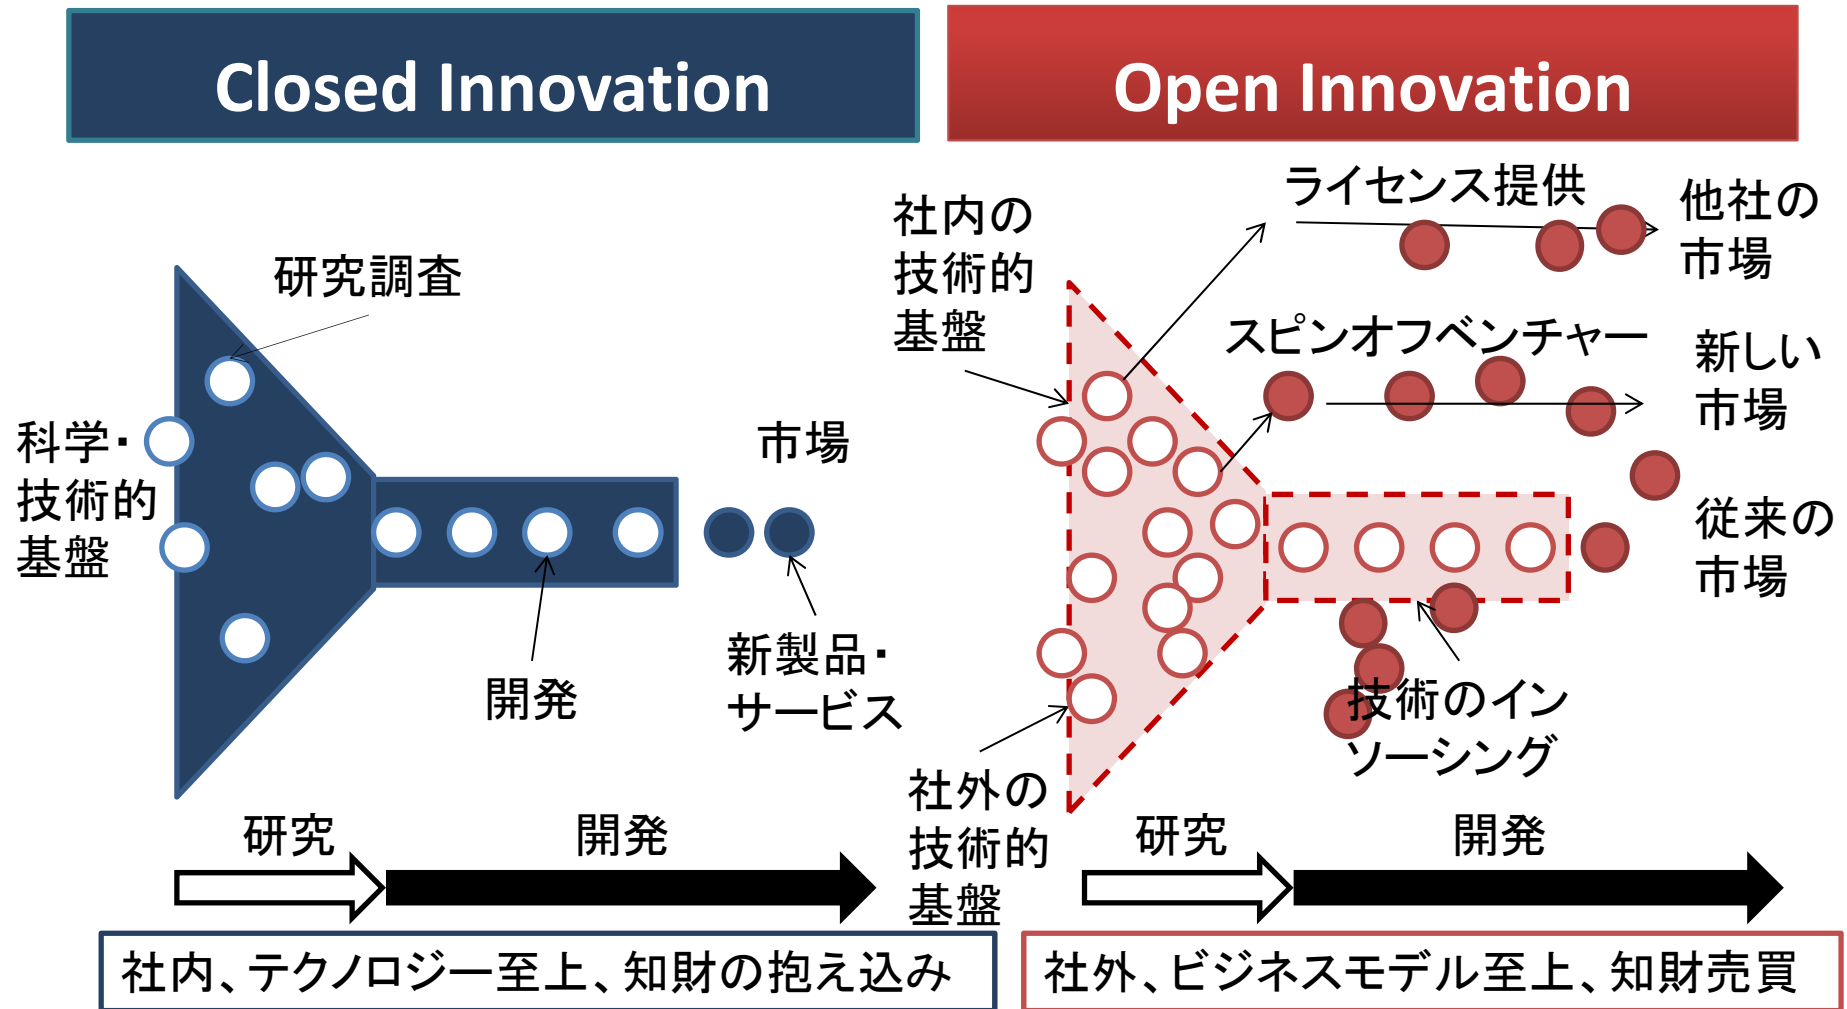 Closed Innovation
研究調査
科学・
技術的
基盤
市場
開発
新製品・
サービス
研究
開発
社内、テクノロジー至上、知財の抱え込み
Open Innovation
社内の
技術的
基盤
ライセンス提供
他社の
市場
スピンオフベンチャー
新しい
市場
従来の
市場
技術のイン
ソーシング
社外の
技術的
基盤
研究
開発
社外、ビジネスモデル至上、知財売買